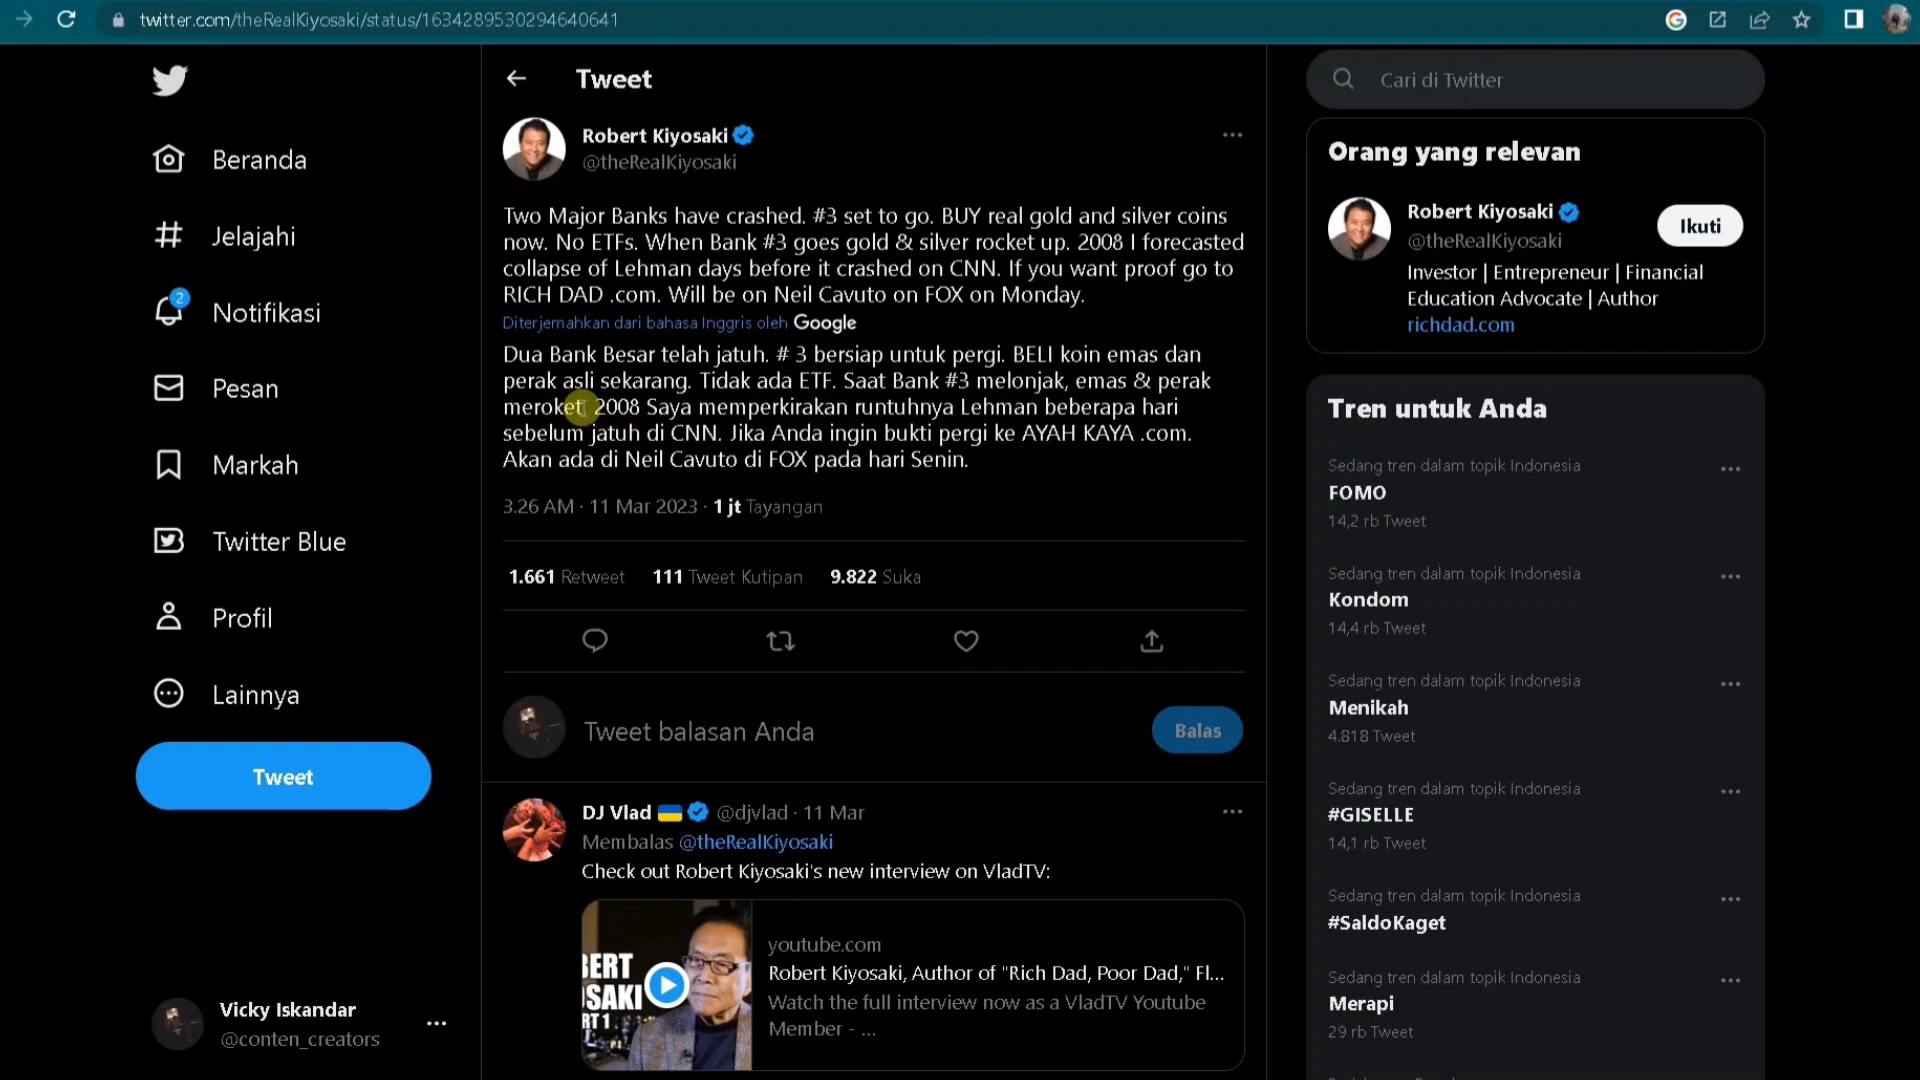 twitter.com/theRealKiyosaki/status/1634289530294640641
Beranda
Jelajahi
2
Notifikasi
Pesan
Markah
Twitter Blue
Profil
Lainnya
Tweet
Vicky Iskandar
@conten_creators
Tweet
Robert Kiyosaki
@theRealKiyosaki
Two Major Banks have crashed. #3 set to go. BUY real gold and silver coins
now. No ETFs. When Bank #3 goes gold & silver rocket up. 2008 I forecasted
collapse of Lehman days before it crashed on CNN. If you want proof go to
RICH DAD .com. Will be on Neil Cavuto on FOX on Monday.
Diterjemahkan dari bahasa Inggris oleh Google
Dua Bank Besar telah jatuh. # 3 bersiap untuk pergi. BELI koin emas dan
perak asli sekarang. Tidak ada ETF. Saat Bank #3 melonjak, emas & perak
meroket. 2008 Saya memperkirakan runtuhnya Lehman beberapa hari
sebelum jatuh di CNN. Jika Anda ingin bukti pergi ke AYAH KAYA .com.
Akan ada di Neil Cavuto di FOX pada hari Senin.
3.26 AM · 11 Mar 2023 · 1 jt Tayangan
1.661 Retweet 111 Tweet Kutipan 9.822 Suka
Tweet balasan Anda
Balas
DJ Vlad @djvlad · 11 Mar
Membalas @theRealKiyosaki
Check out Robert Kiyosaki's new interview on VladTV:
youtube.com
Robert Kiyosaki, Author of "Rich Dad, Poor Dad," Fl...
Watch the full interview now as a VladTV Youtube
Member - ...
Cari di Twitter
Orang yang relevan
Robert Kiyosaki
@theRealKiyosaki
Ikuti
Investor | Entrepreneur | Financial
Education Advocate | Author
richdad.com
Tren untuk Anda
Sedang tren dalam topik Indonesia
FOMO
14,2 rb Tweet
Sedang tren dalam topik Indonesia
Kondom
14,4 rb Tweet
Sedang tren dalam topik Indonesia
Menikah
4.818 Tweet
Sedang tren dalam topik Indonesia
#GISELLE
14,1 rb Tweet
Sedang tren dalam topik Indonesia
#SaldoKaget
Sedang tren dalam topik Indonesia
Merapi
29 rb Tweet